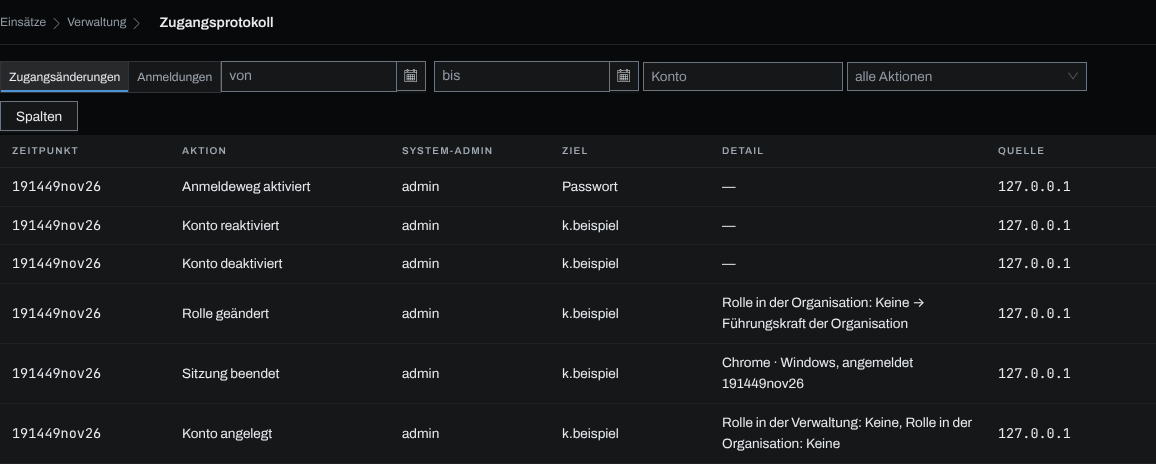 Einsätze > Verwaltung > Zugangsprotokoll
Zugangsänderungen Anmeldungen von bis Konto alle Aktionen
Spalten
ZEITPUNKT AKTION SYSTEM-ADMIN ZIEL DETAIL QUELLE
191449nov26 Anmeldeweg aktiviert admin Passwort — 127.0.0.1
191449nov26 Konto reaktiviert admin k.beispiel — 127.0.0.1
191449nov26 Konto deaktiviert admin k.beispiel — 127.0.0.1
191449nov26 Rolle geändert admin k.beispiel Rolle in der Organisation: Keine → 127.0.0.1
Führungskraft der Organisation
191449nov26 Sitzung beendet admin k.beispiel Chrome · Windows, angemeldet 127.0.0.1
191449nov26
191449nov26 Konto angelegt admin k.beispiel Rolle in der Verwaltung: Keine, Rolle in der 127.0.0.1
Organisation: Keine